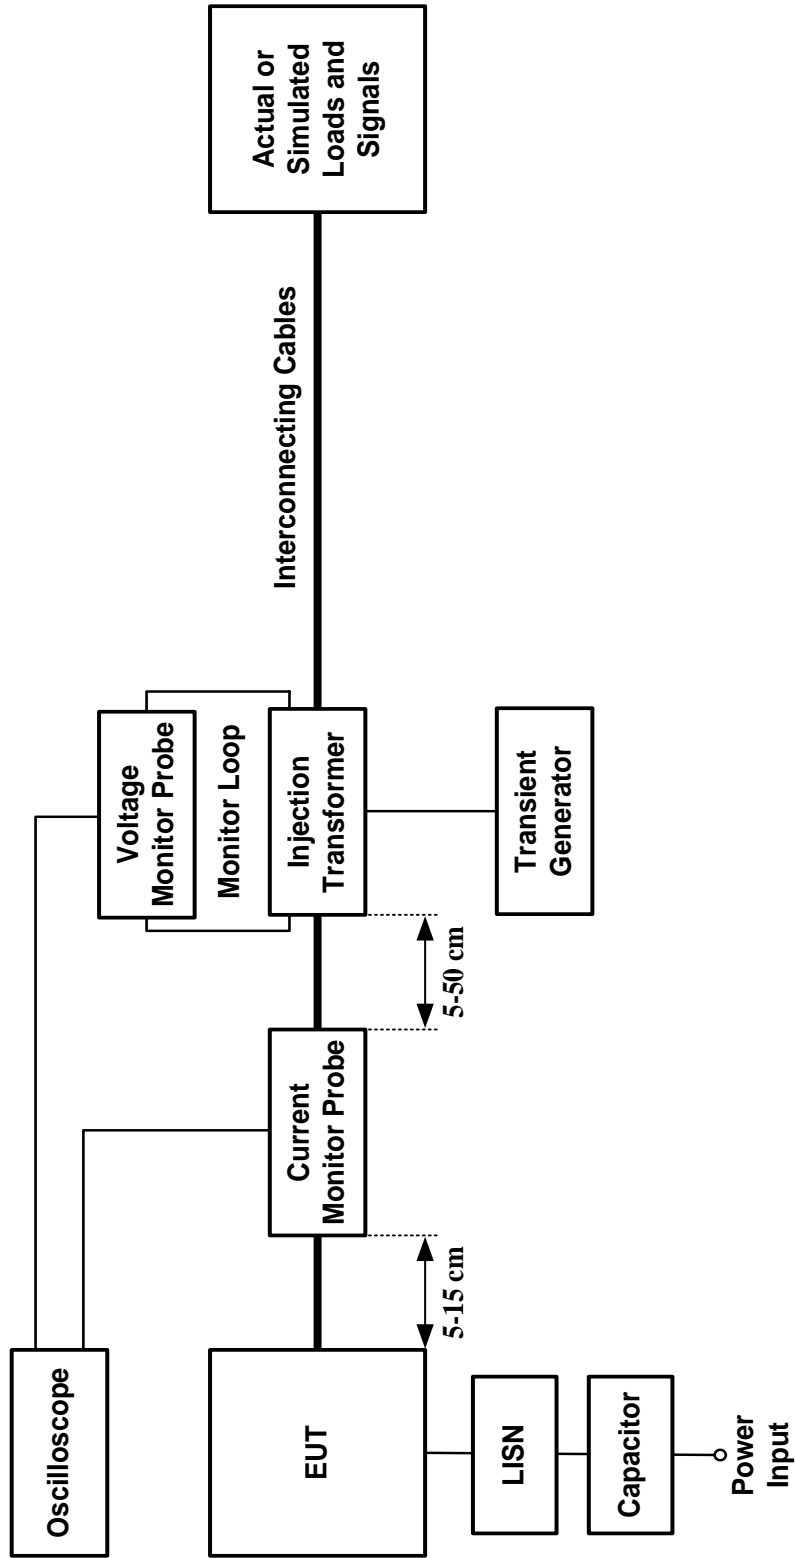 Oscilloscope
Voltage
Monitor Probe
Monitor Loop
EUT
Current
Monitor Probe
Injection
Transformer
Interconnecting Cables
Actual or
Simulated
Loads and
Signals
5-15 cm
5-50 cm
LISN
Transient
Generator
Capacitor
Power
Input